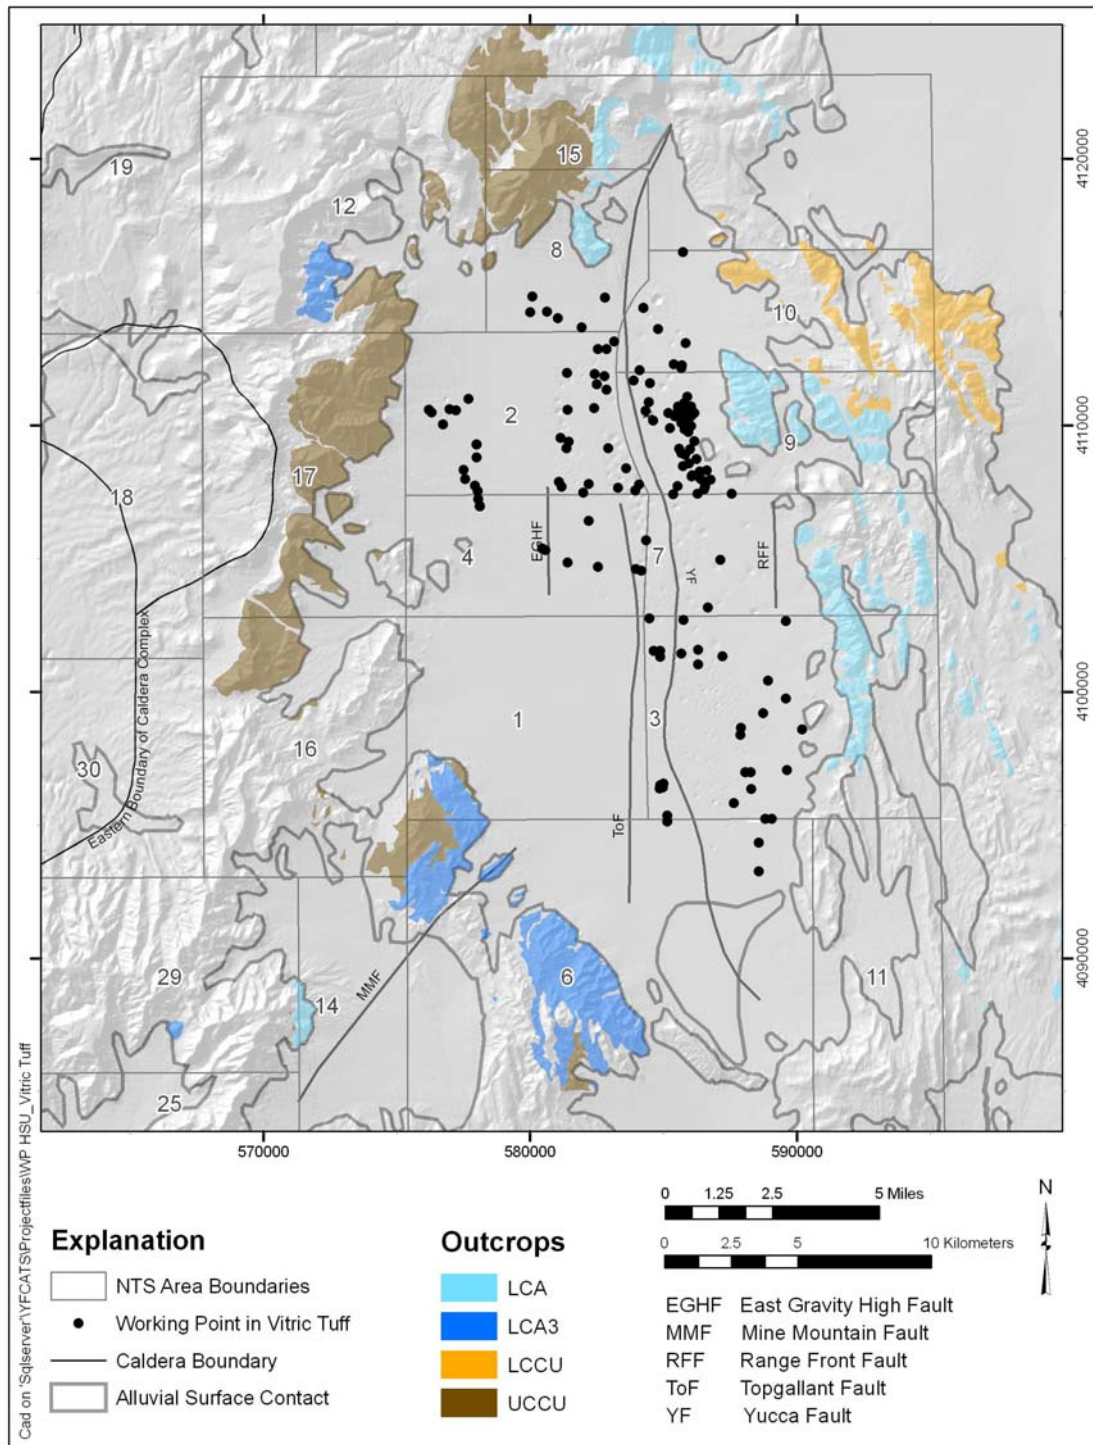 15
19
12
8
10
2
9
17
18
4
EGHF
7
YF
RFF
Eastern Boundary of Caldera Complex
1
3
16
30
ToF
29
6
MMF
14
11
25
4120000
4110000
4100000
4090000
570000
580000
590000
Cad on 'Sqlserver'\YFCATS\Projectfiles\WP HSU_Vitric Tuff
Explanation
NTS Area Boundaries
Working Point in Vitric Tuff
Caldera Boundary
Alluvial Surface Contact
Outcrops
LCA
LCA3
LCCU
UCCU
0 1.25 2.5 5 Miles
0 2.5 5 10 Kilometers
N
EGHF East Gravity High Fault
MMF Mine Mountain Fault
RFF Range Front Fault
ToF Topgallant Fault
YF Yucca Fault